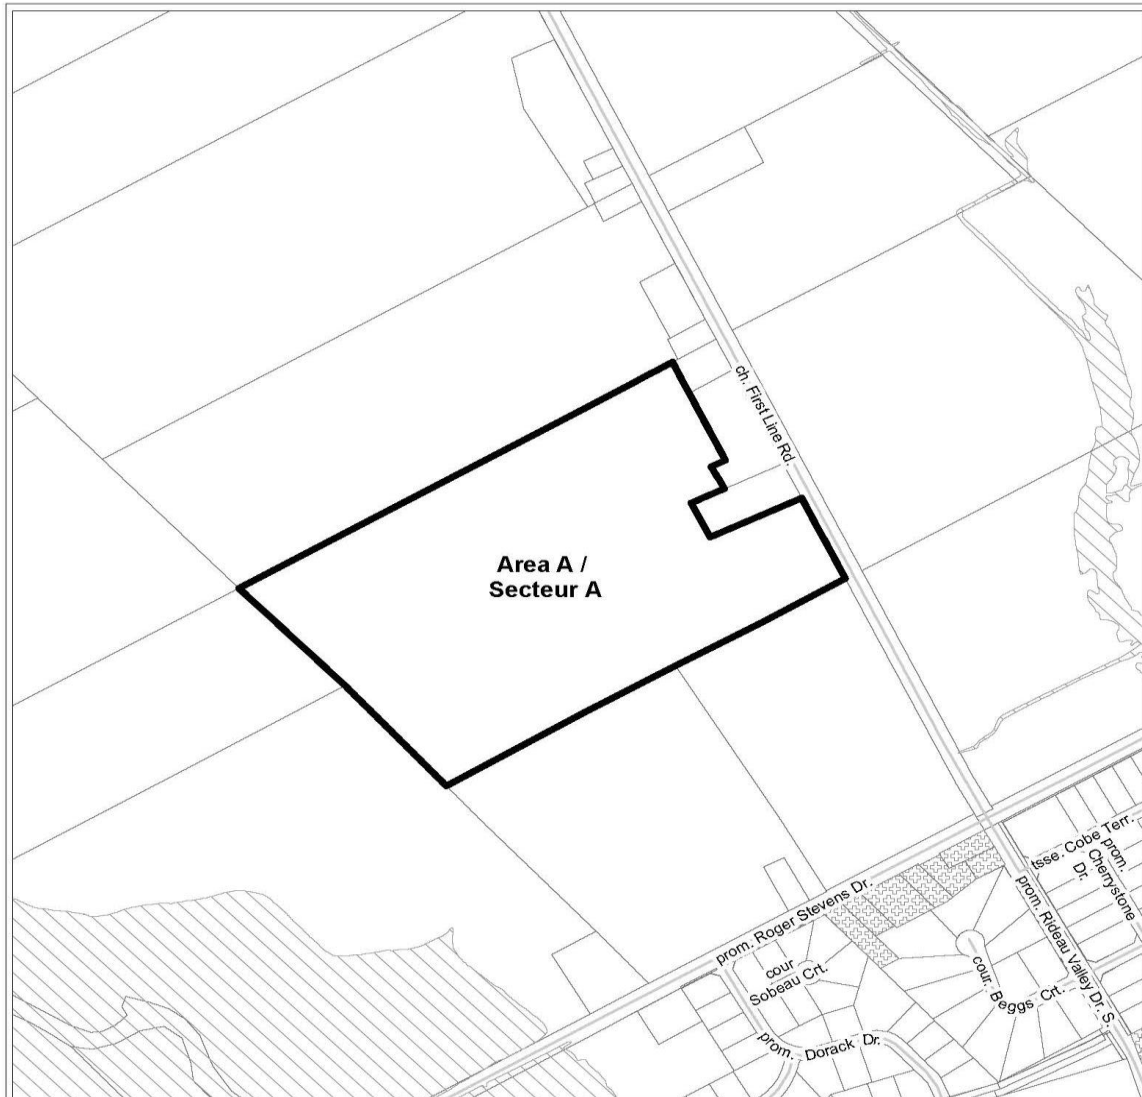 ch. First Line Rd.
Area A /
Secteur A
tsse. Cobe Terr.
prom.
Cherrystone
Dr.
prom. Roger Stevens Dr.
prom. Rideau Valley Dr. S.
cour
Sobeau Crt.
cour. Beggs Crt.
prom. Dorack Dr.